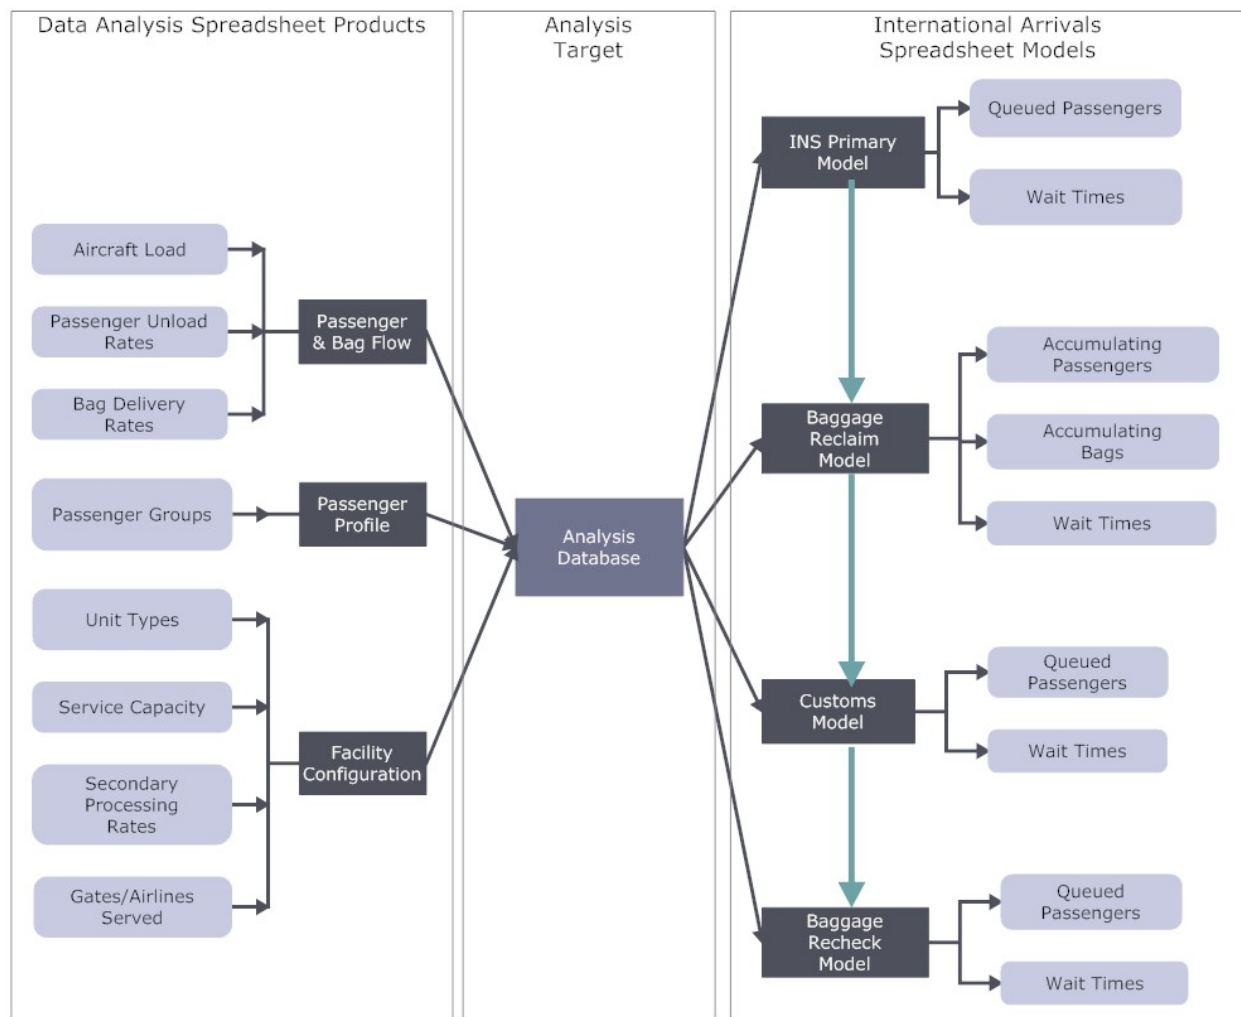 Data Analysis Spreadsheet Products
Analysis
Target
International Arrivals
Spreadsheet Models
Aircraft Load
Passenger Unload
Rates
Bag Delivery
Rates
Passenger
& Bag Flow
Passenger Groups
Passenger
Profile
Unit Types
Service Capacity
Secondary
Processing
Rates
Gates/Airlines
Served
Facility
Configuration
Analysis
Database
INS Primary
Model
Queued Passengers
Wait Times
Baggage
Reclaim
Model
Accumulating
Passengers
Accumulating
Bags
Wait Times
Customs
Model
Queued
Passengers
Wait Times
Baggage
Recheck
Model
Queued
Passengers
Wait Times